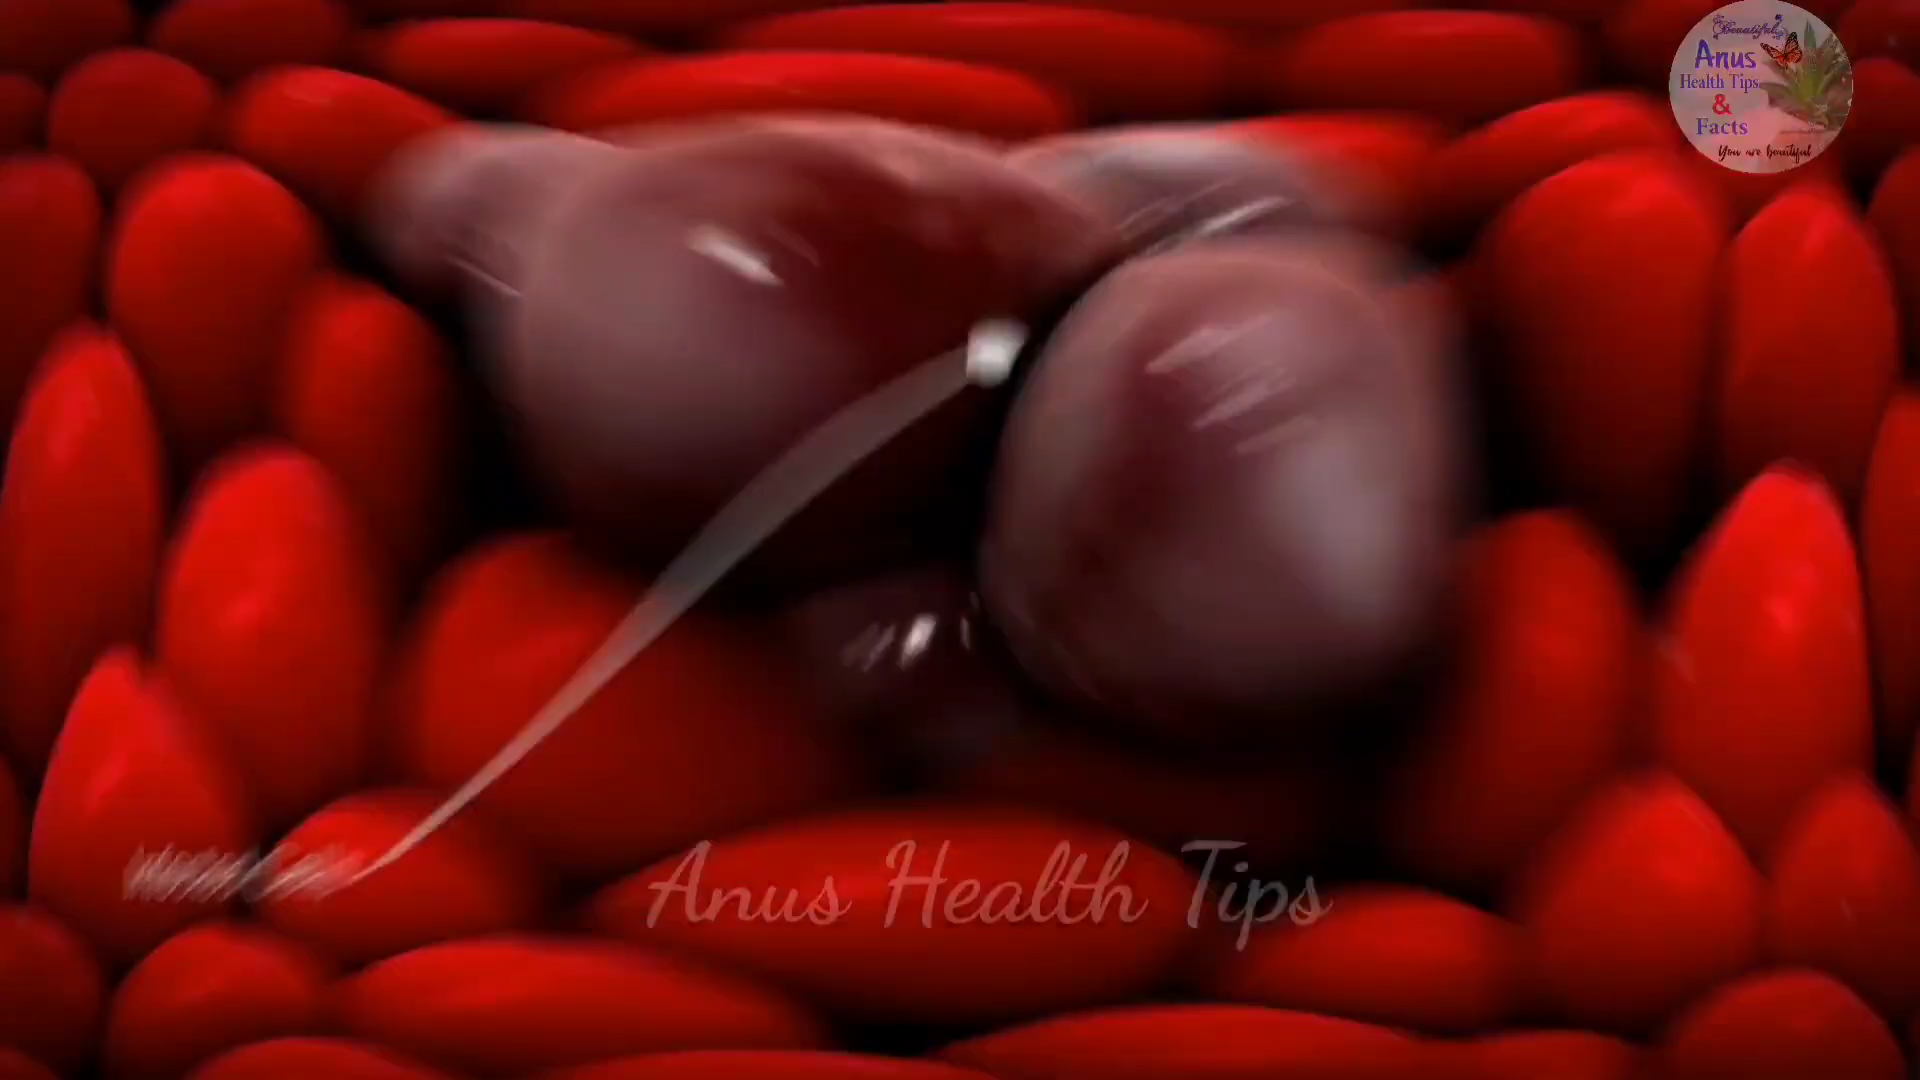 Beautiful
Anus
Health Tips
&
Facts
You are beautiful
Anus Health Tips